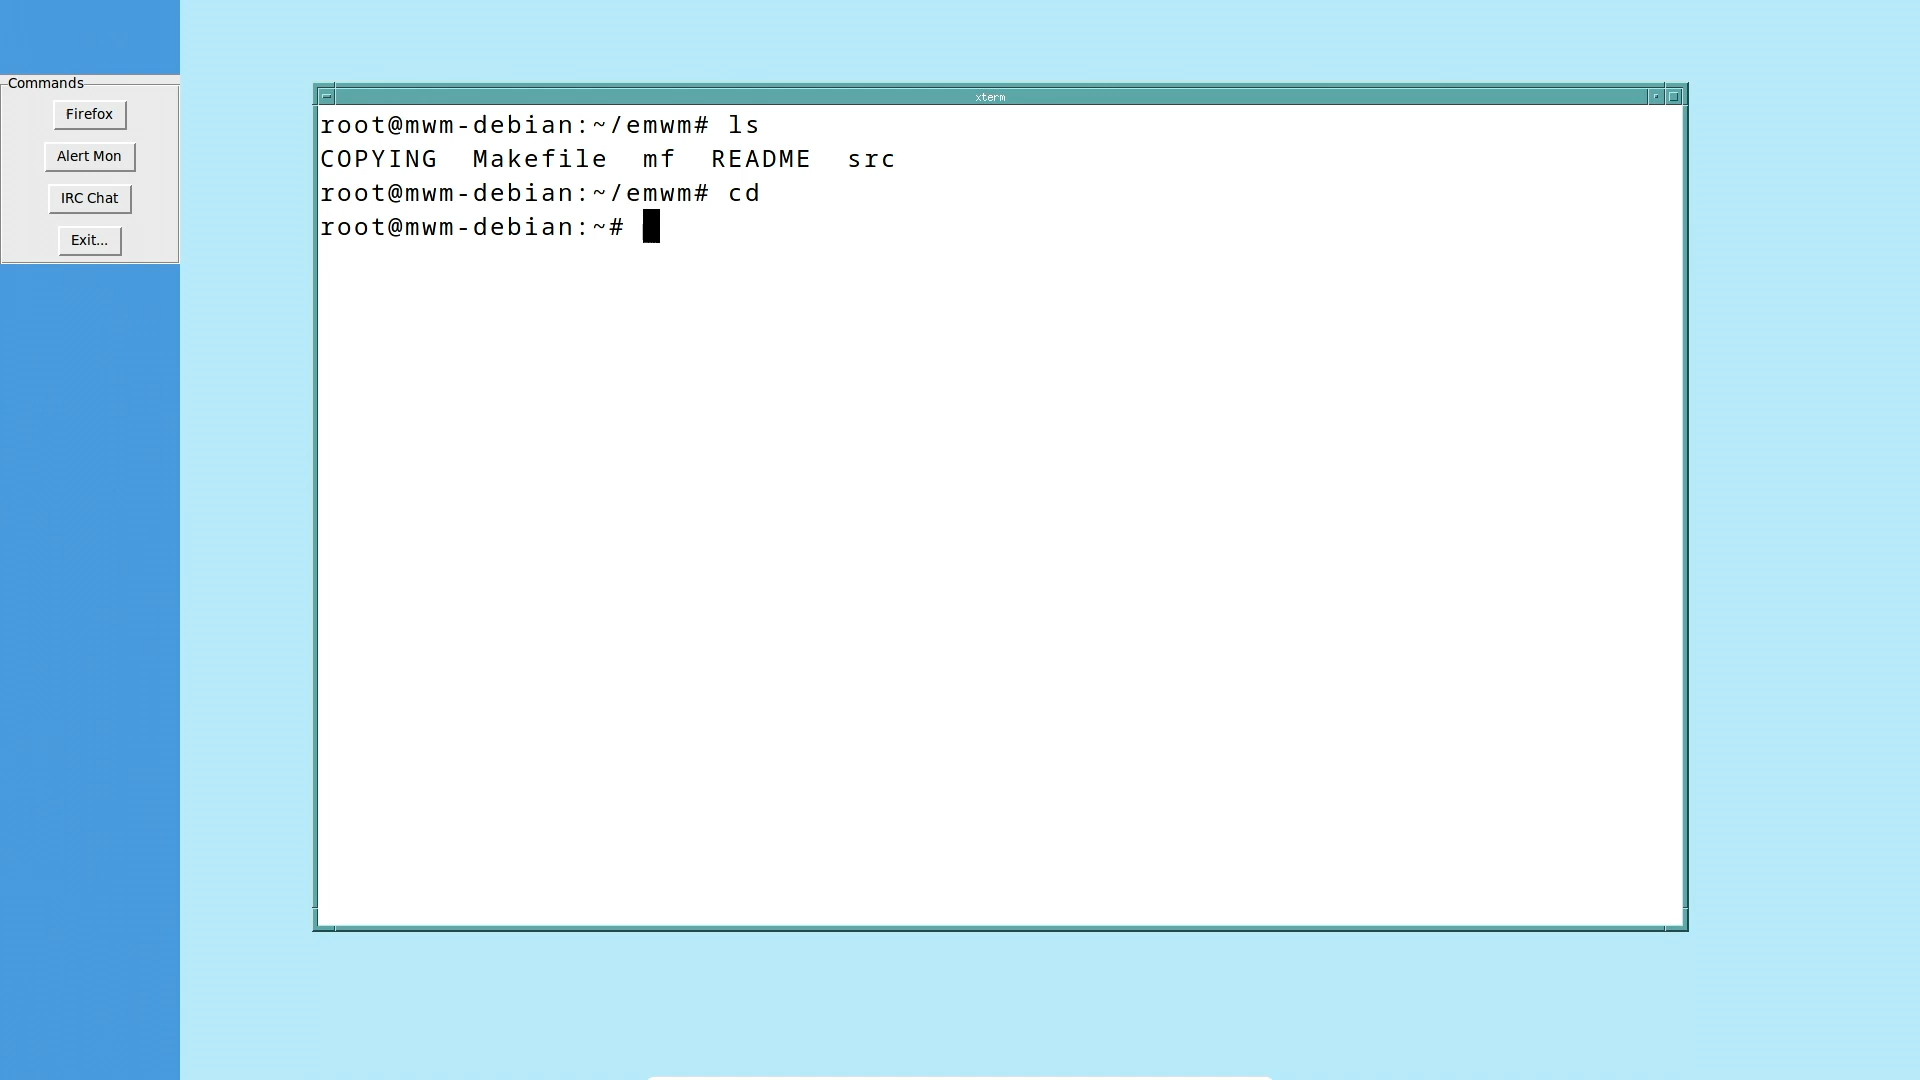 Commands
Firefox
Alert Mon
IRC Chat
Exit...
xterm
root@mwm-debian:~/emwm# ls
COPYING  Makefile  mf  README  src
root@mwm-debian:~/emwm# cd
root@mwm-debian:~#